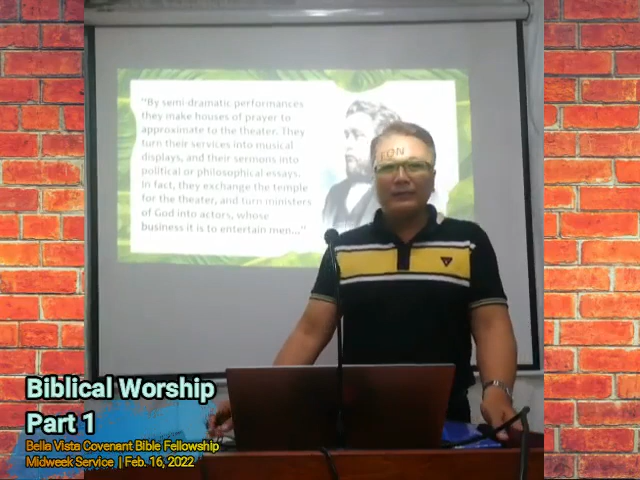 "By semi-dramatic performances
they make houses of prayer to
approximate to the theater. They
turn their services into musical
displays, and their sermons into
political or philosophical essays.
In fact, they exchange the temple
for the theater, and turn ministers
of God into actors, whose
business it is to entertain men..."
EON
Biblical Worship
Part 1
Bella Vista Covenant Bible Fellowship
Midweek Service | Feb. 16, 2022